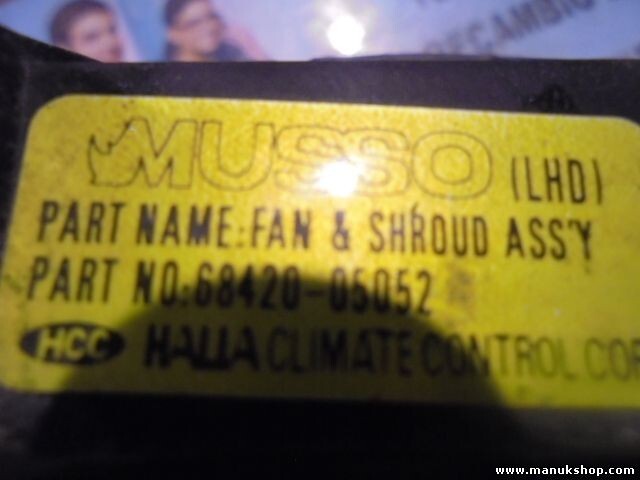 RECAMBIO
MUSSO (LHD)
PART NAME:FAN & SHROUD ASS'Y
PART NO:68420-05052
HCC HALLA CLIMATE CONTROL COR
www.manukshop.com